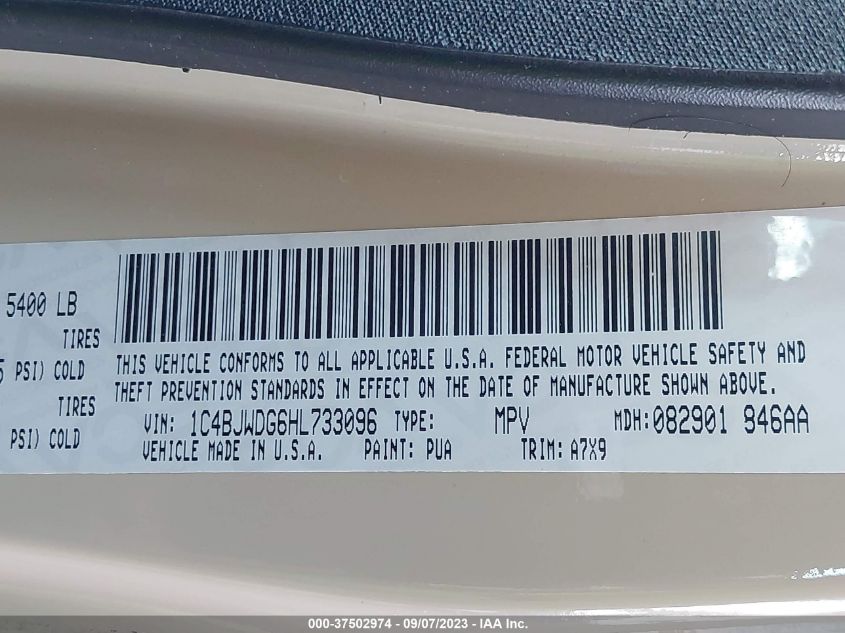 5400 LB
TIRES
THIS VEHICLE CONFORMS TO ALL APPLICABLE U.S.A. FEDERAL MOTOR VEHICLE SAFETY AND
5 PSI) COLD
THEFT PREVENTION STANDARDS IN EFFECT ON THE DATE OF MANUFACTURE SHOWN ABOVE.
TIRES
VIN: 1C4BJWDG6HL733096 TYPE: MPV MDH:082901 946AA
PSI) COLD
VEHICLE MADE IN U.S.A. PAINT: PUA TRIM: A7X9
000-37502974 - 09/07/2023 - IAA Inc.